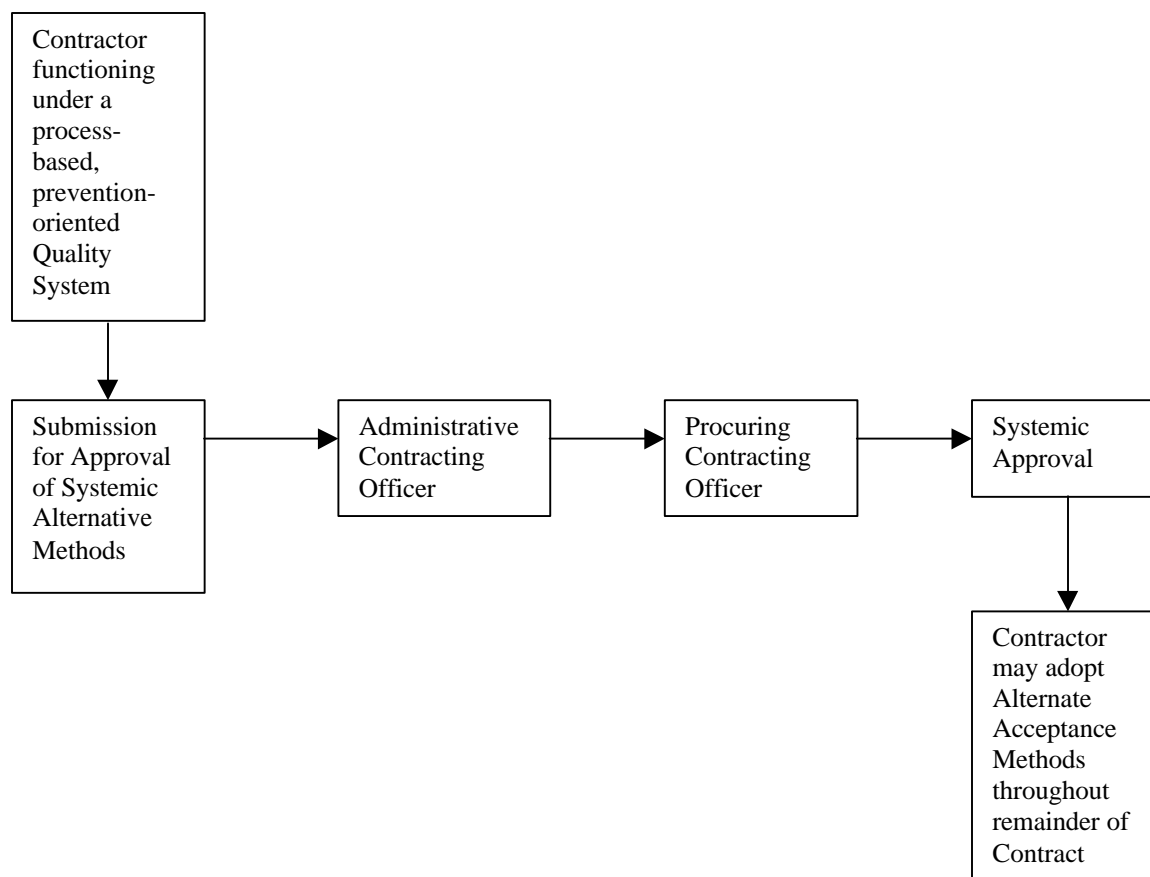 Contractor
functioning
under a
process-
based,
prevention-
oriented
Quality
System
Submission
for Approval
of Systemic
Alternative
Methods
Administrative
Contracting
Officer
Procuring
Contracting
Officer
Systemic
Approval
Contractor
may adopt
Alternate
Acceptance
Methods
throughout
remainder of
Contract